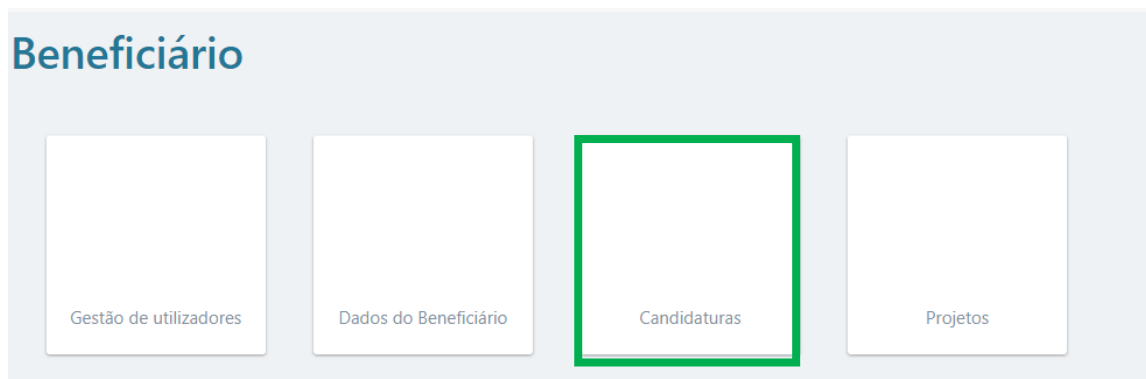 Beneficiário
Gestão de utilizadores
Dados do Beneficiário
Candidaturas
Projetos